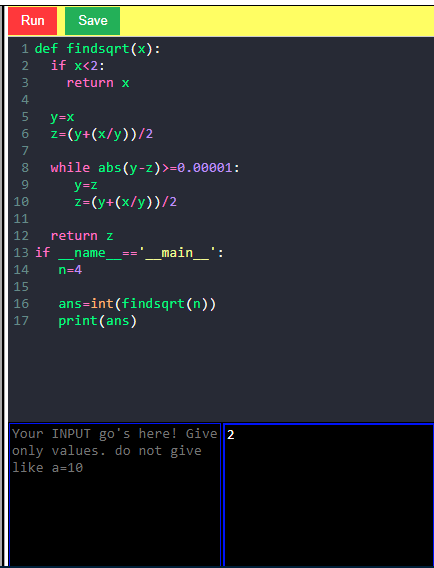 Run Save
1 def findsqrt(x):
2   if x<2:
3     return x
4
5   y=x
6   z=(y+(x/y))/2
7
8   while abs(y-z)>=0.00001:
9      y=z
10      z=(y+(x/y))/2
11
12   return z
13 if __name__=='__main__':
14    n=4
15
16    ans=int(findsqrt(n))
17    print(ans)
Your INPUT go's here! Give
only values. do not give
like a=10
2